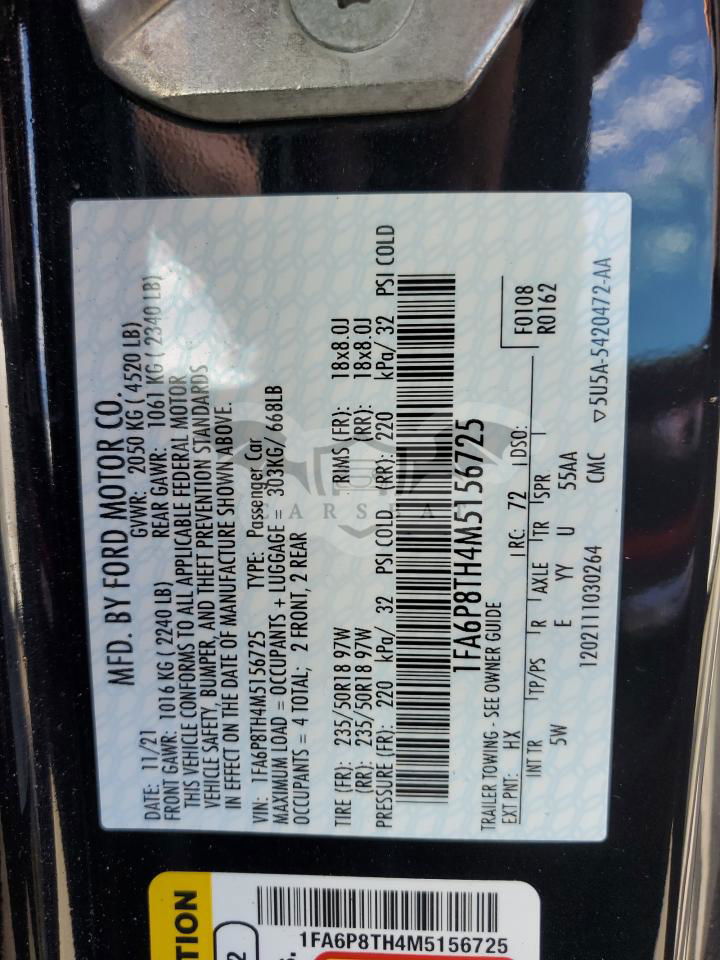 MFD. BY FORD MOTOR CO.
DATE: 11/21 GVWR: 2050 KG ( 4520 LB)
FRONT GAWR: 1016 KG (2240 LB) REAR GAWR: 1061 KG ( 2340 LB)
THIS VEHICLE CONFORMS TO ALL APPLICABLE FEDERAL MOTOR
VEHICLE SAFETY, BUMPER, AND THEFT PREVENTION STANDARDS
IN EFFECT ON THE DATE OF MANUFACTURE SHOWN ABOVE.
VIN: 1FA6P8TH4M5156725 TYPE: Passenger Car
MAXIMUM LOAD = OCCUPANTS + LUGGAGE = 303KG/ 668LB
OCCUPANTS = 4 TOTAL; 2 FRONT, 2 REAR
TIRE (FR): 235/50R18 97W RIMS (FR): 18x8.0J
(RR): 235/50R18 97W (RR): 18x8.0J
PRESSURE (FR): 220 kPa/ 32 PSI COLD (RR): 220 kPa/ 32 PSI COLD
1FA6P8TH4M5156725
TRAILER TOWING - SEE OWNER GUIDE
EXT PNT: HX RC: 72 DSO: F0108
R0162
INT TR TP/PS R AXLE TR SPR
5W E YY U 55AA
1202111030264 CMC ▽5U5A-5420472-AA
TION
2
1FA6P8TH4M5156725